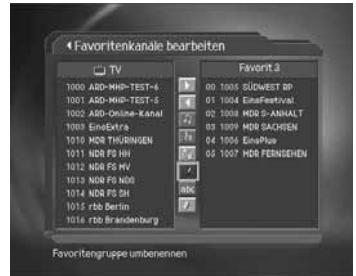 Favoritenkanäle bearbeiten
TV
1000 ARD-MHP-TEST-6
1001 ARD-MHP-TEST-5
1002 ARD-Online-Kanal
1003 EinsExtra
1010 MDR THÜRINGEN
1011 NDR FS HH
1012 NDR FS MV
1013 NDR FS NDS
1014 NDR FS SH
1015 rbb Berlin
1016 rbb Brandenburg
abc
Favorit 3
00 1005 SÜDWEST RP
01 1004 EinsFestival
02 1008 MDR S-ANHALT
03 1009 MDR SACHSEN
04 1006 EinsPlus
05 1007 MDR FERNSEHEN
Favoritengruppe umbenennen